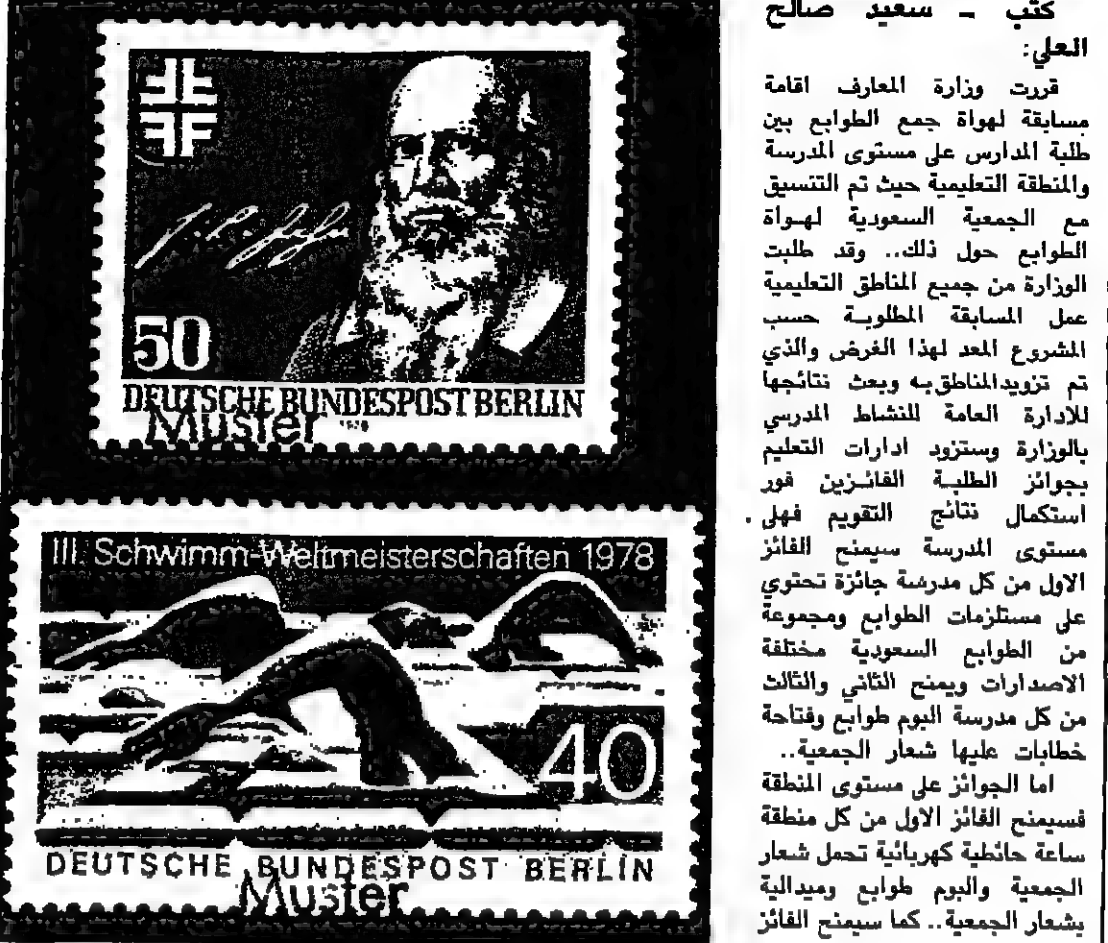 كتب - سعيد صالح
العلي:
قررت وزارة المعارف اقامة
مسابقة لهواة جمع الطوابع بين
طلبة المدارس على مستوى المدرسة
والمنطقة التعليمية حيث تم التنسيق
مع الجمعية السعودية لهواة
الطوابع حول ذلك.. وقد طلبت
الوزارة من جميع المناطق التعليمية
عمل المسابقة المطلوبة حسب
المشروع المعد لهذا الغرض والذي
تم تزويدالمناطق به وبعث نتائجها
للادارة العامة للنشاط المدرسي
بالوزارة وستزود ادارات التعليم
بجوائز الطلبة الفائزين فور
استكمال نتائج التقويم فهلى
مستوى المدرسة سيمنح الفائز
الاول من كل مدرسة جائزة تحتوي
على مستلزمات الطوابع ومجموعة
من الطوابع السعودية مختلفة
الاصدارات ويمنح الثاني والثالث
من كل مدرسة البوم طوابع وفتاحة
خطابات عليها شعار الجمعية..
اما الجوائز على مستوى المنطقة
فسيمنح الفائز الاول من كل منطقة
ساعة حائطية كهربائية تحمل شعار
الجمعية والبوم طوابع وميدالية
بشعار الجمعية.. كما سيمنح الفائز
50
DEUTSCHE BUNDESPOST BERLIN
Muster
III. Schwimm-Weltmeisterschaften 1978
40
DEUTSCHE BUNDESPOST BERLIN
Muster